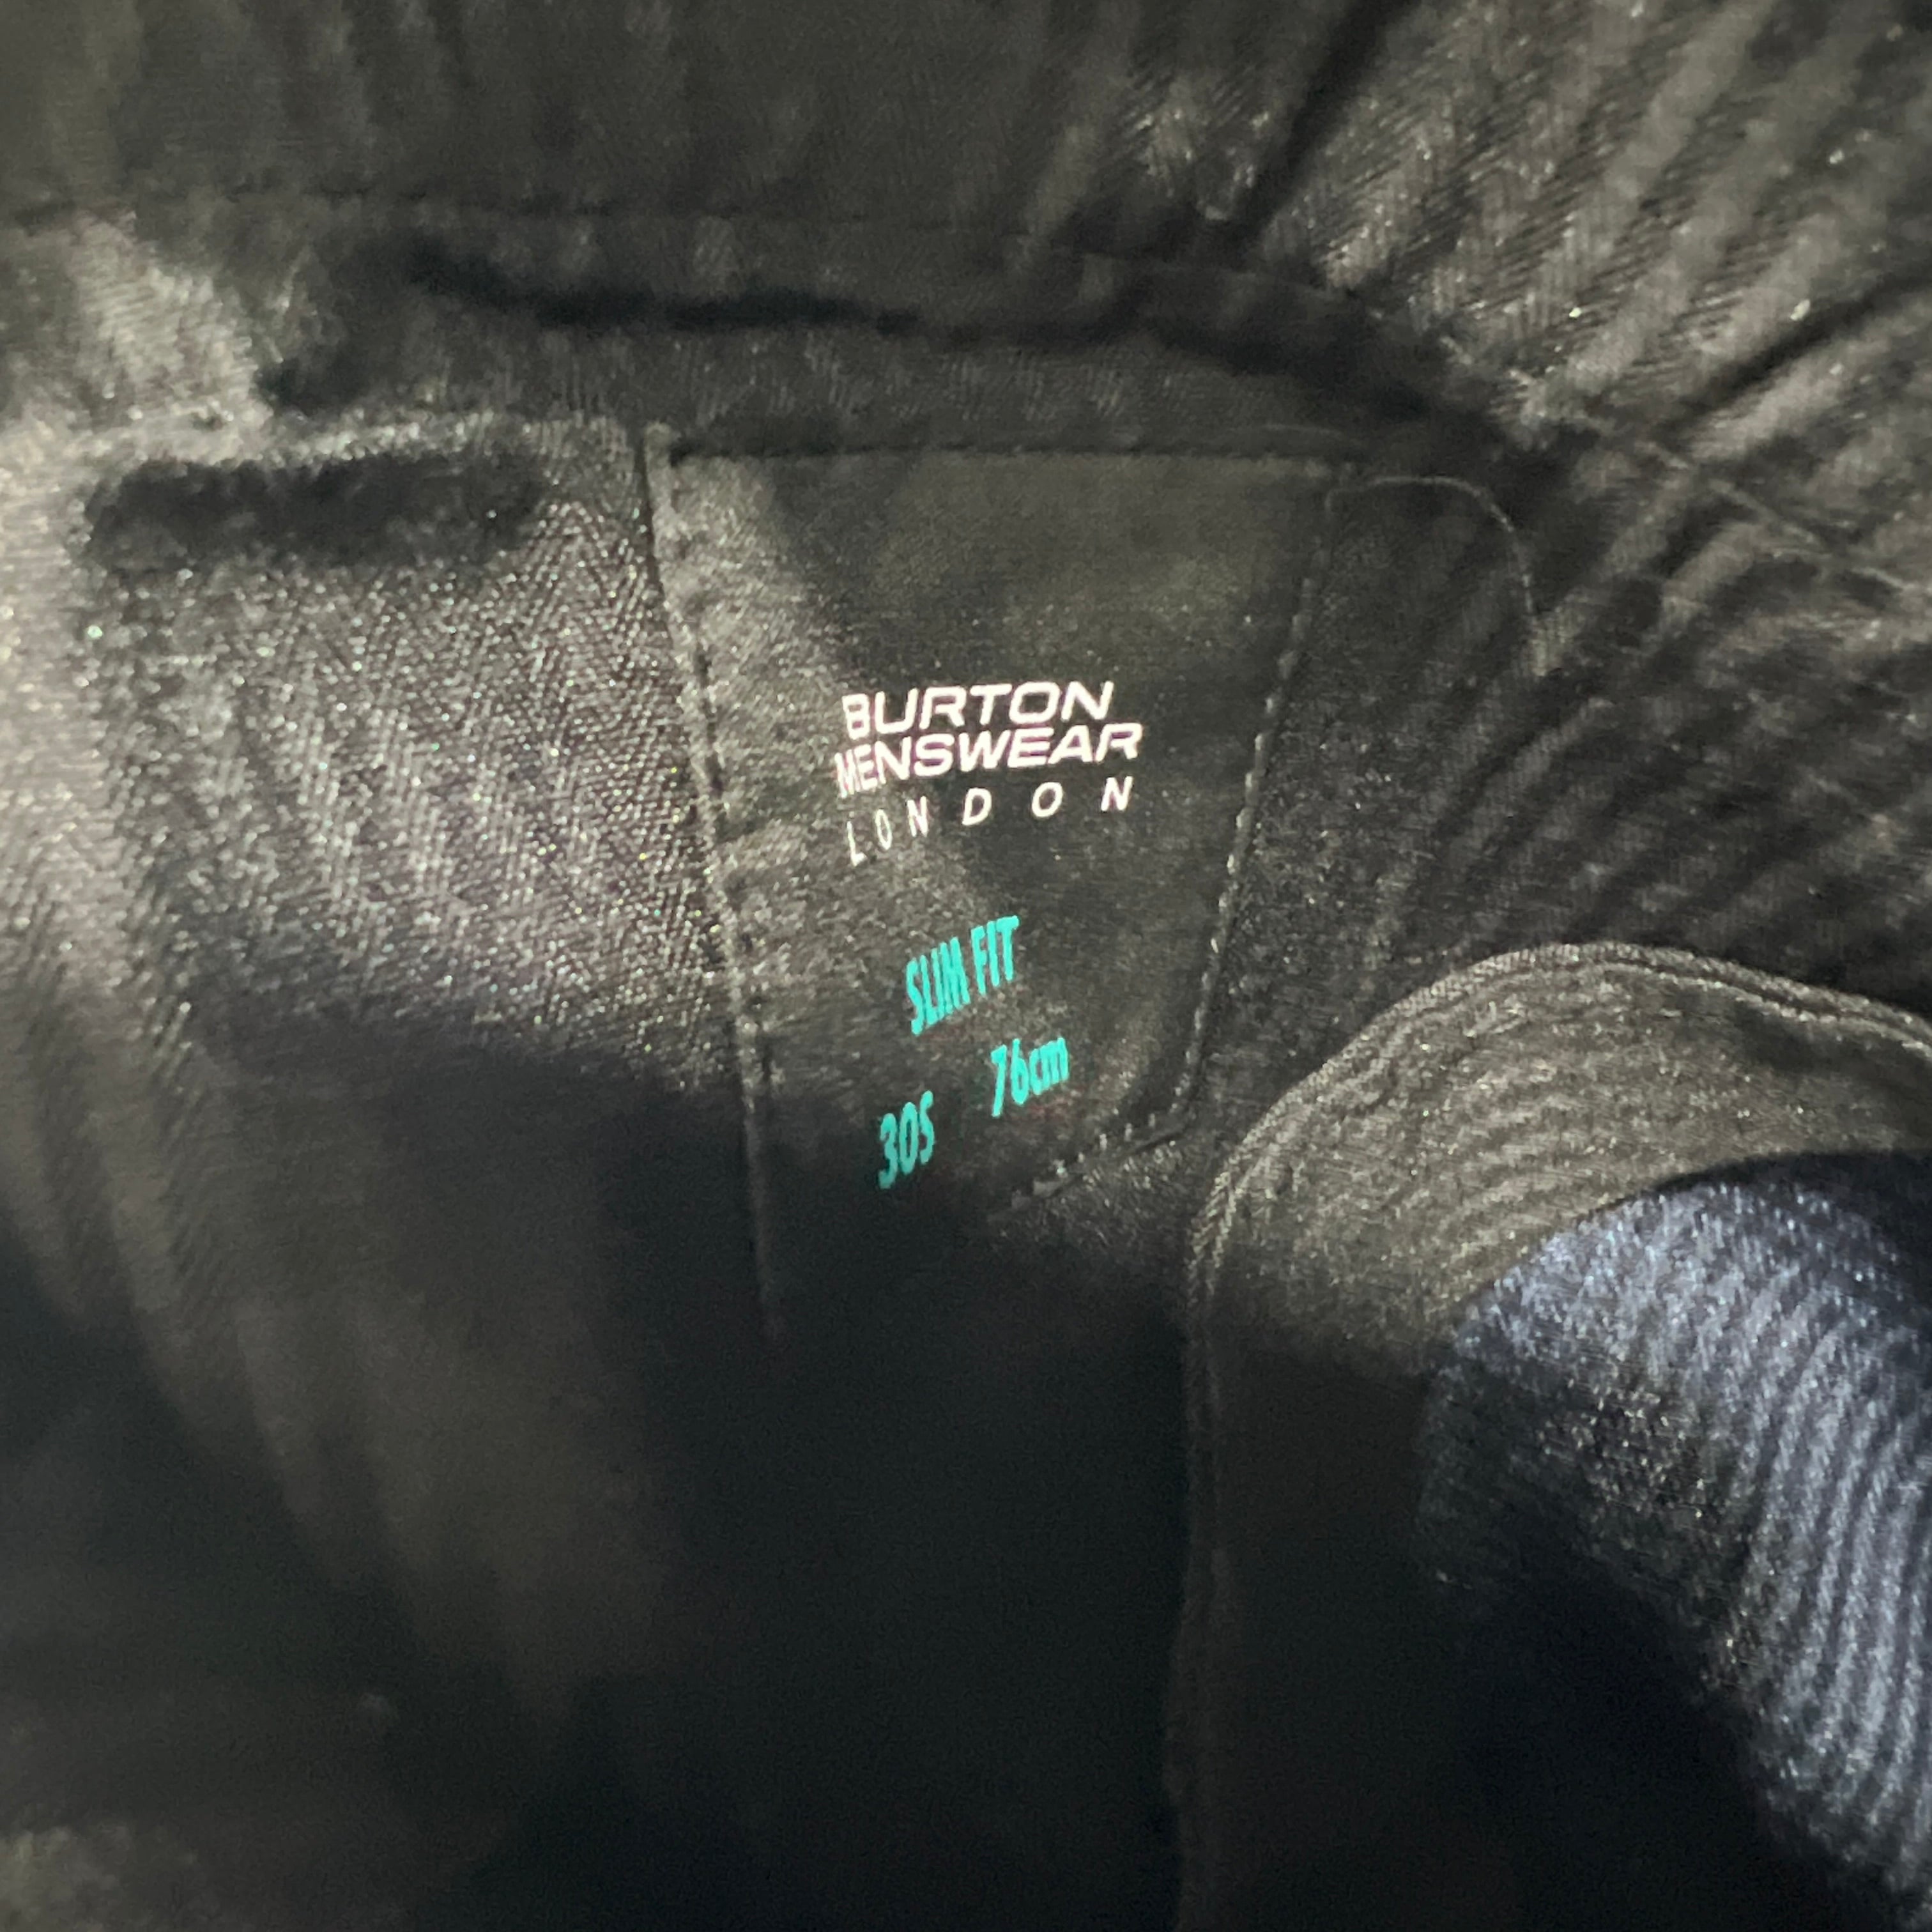 BURTON
MENSWEAR
LONDON
SLIM FIT
30S 76cm